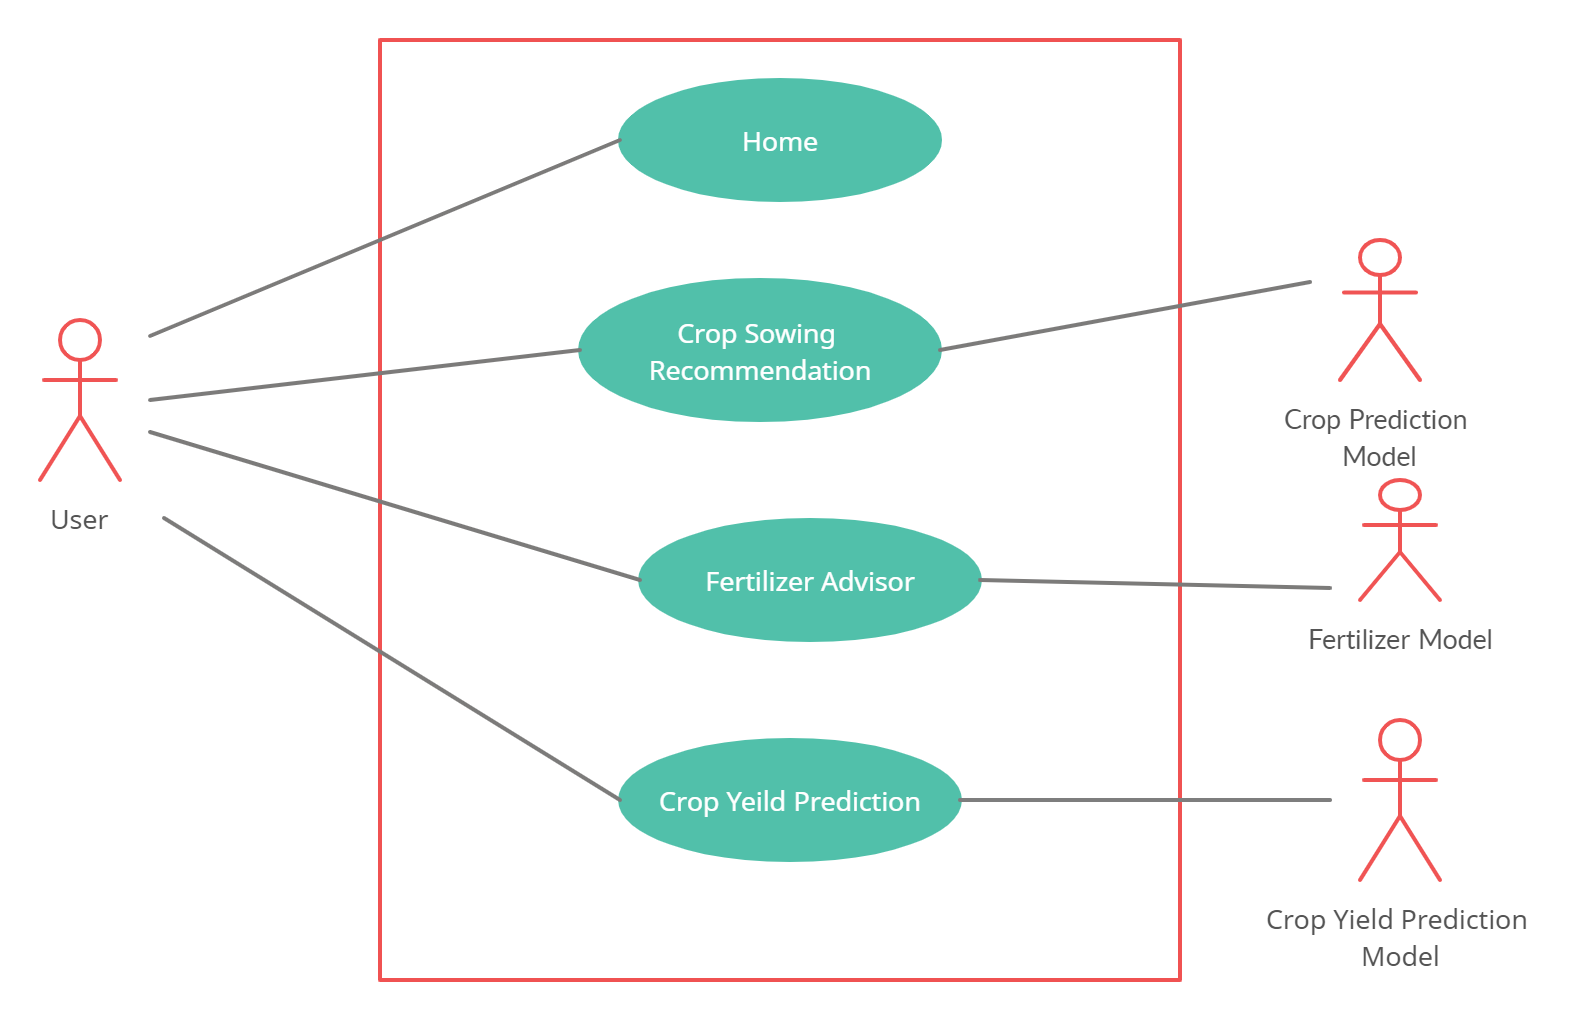 Home
Crop Sowing
Recommendation
Crop Prediction
Model
User
Fertilizer Advisor
Fertilizer Model
Crop Yeild Prediction
Crop Yield Prediction
Model